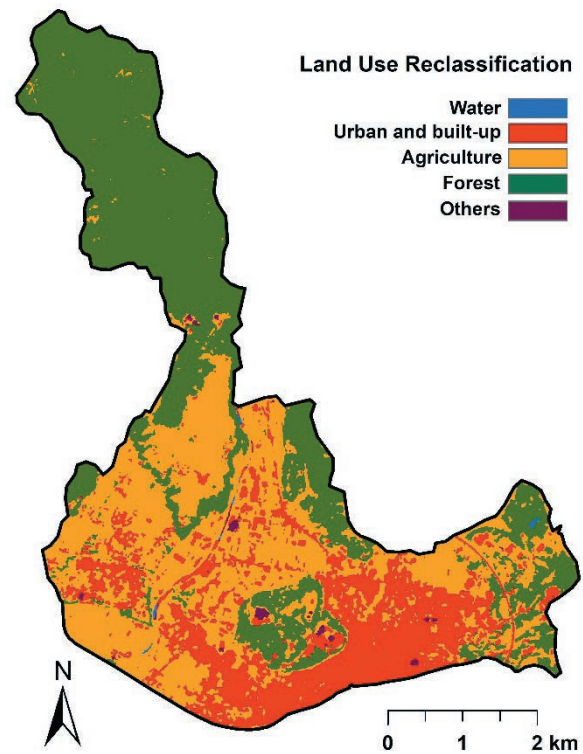 Land Use Reclassification
Water
Urban and built-up
Agriculture
Forest
Others
N
0 1 2 km